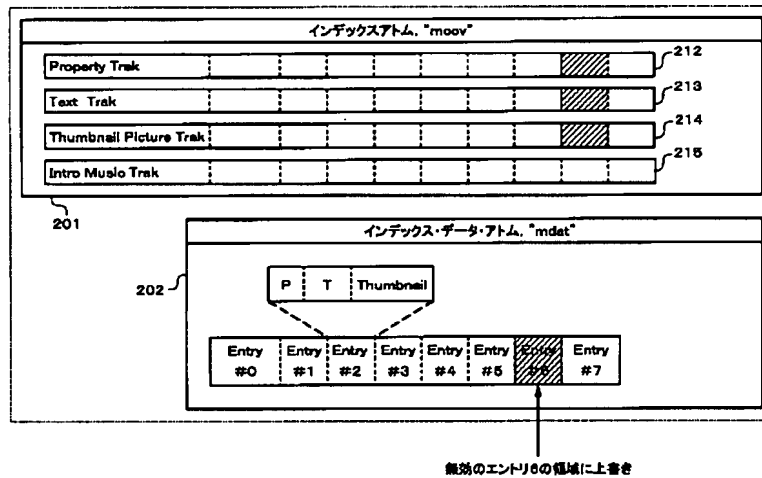 インデックスアトム, "moov"
Property Trak
212
Text Trak
213
Thumbnail Picture Trak
214
Intro Music Trak
215
201
インデックス・データ・アトム, "mdat"
202
P T Thumbnail
Entry Entry Entry Entry Entry Entry Entry Entry
#0 #1 #2 #3 #4 #5 #6 #7
無効のエントリ6の領域に上書き